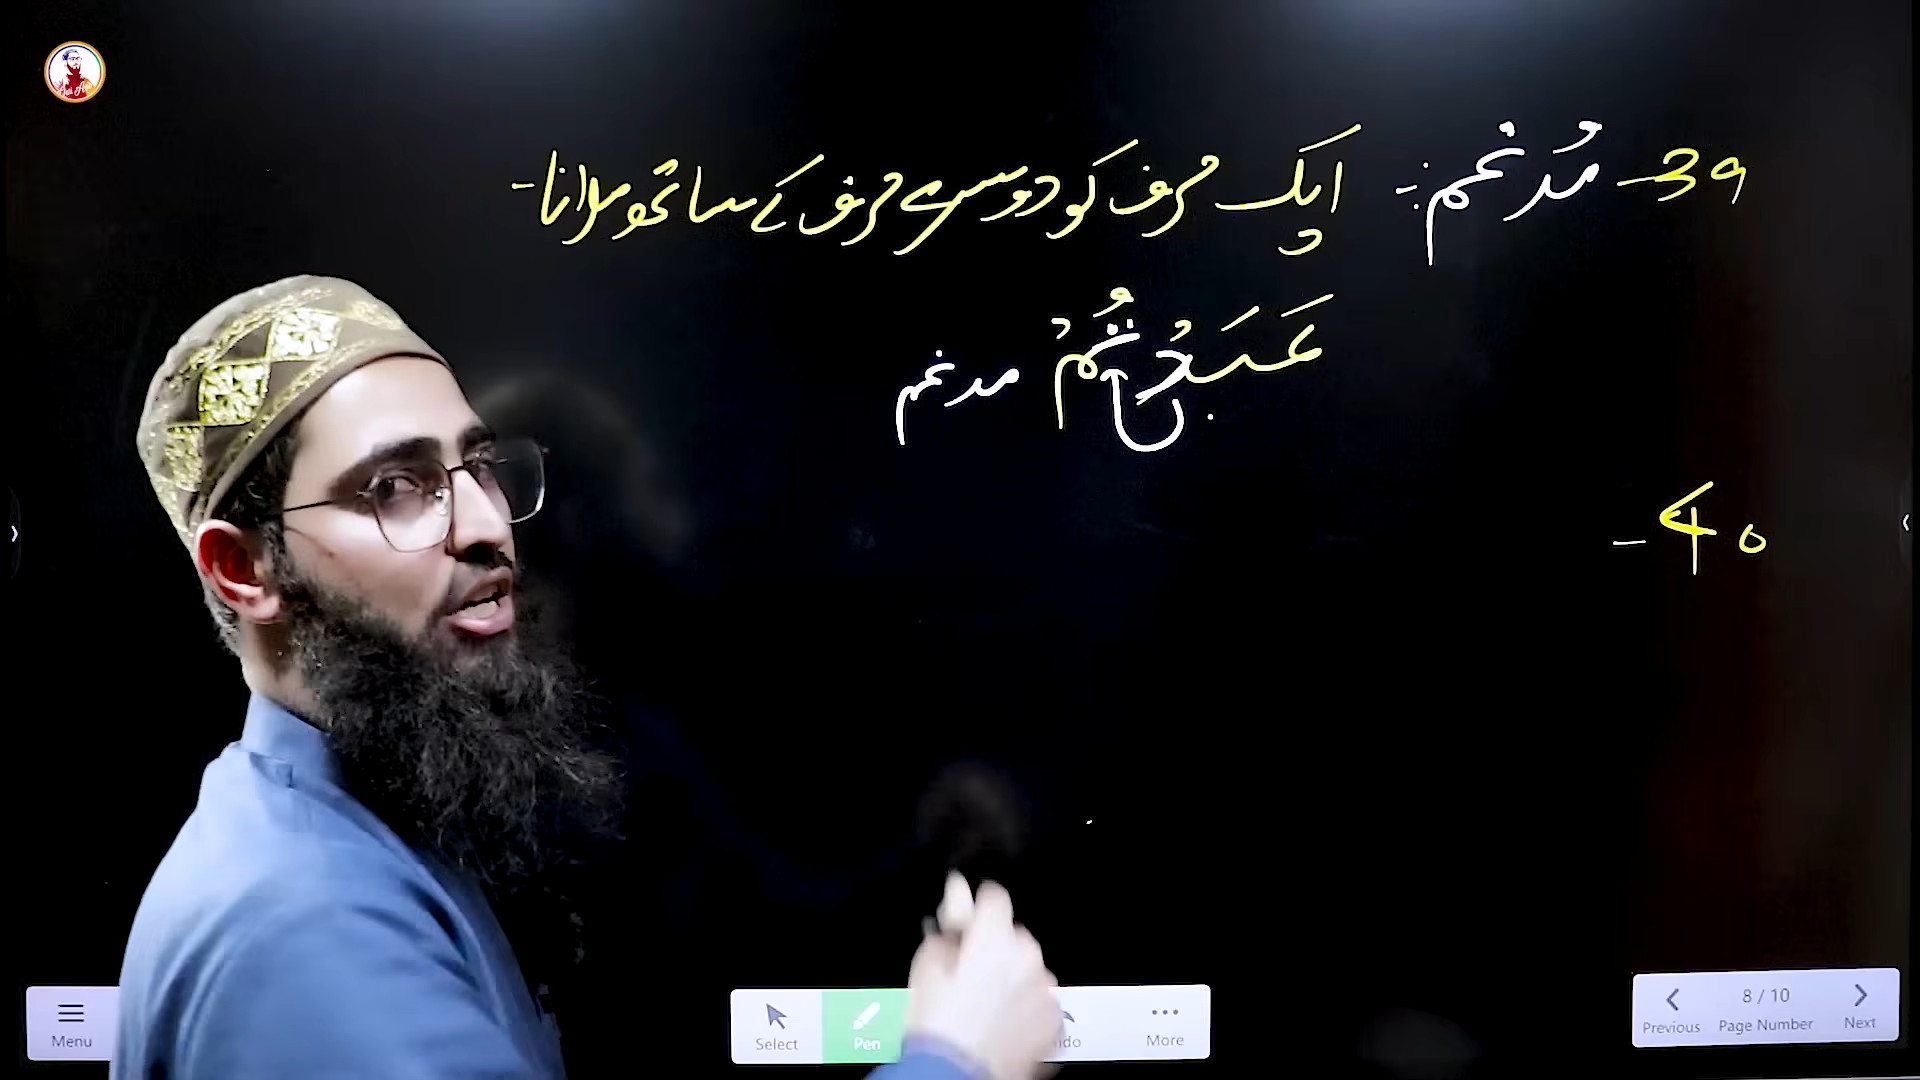 39- مُدغم :- ایک حرف کو دوسرے حرف کے ساتھ ملانا-
عَبَدْتُّمْ مدغم
40 -
Menu
Select Pen More
Previous 8 / 10 Page Number Next